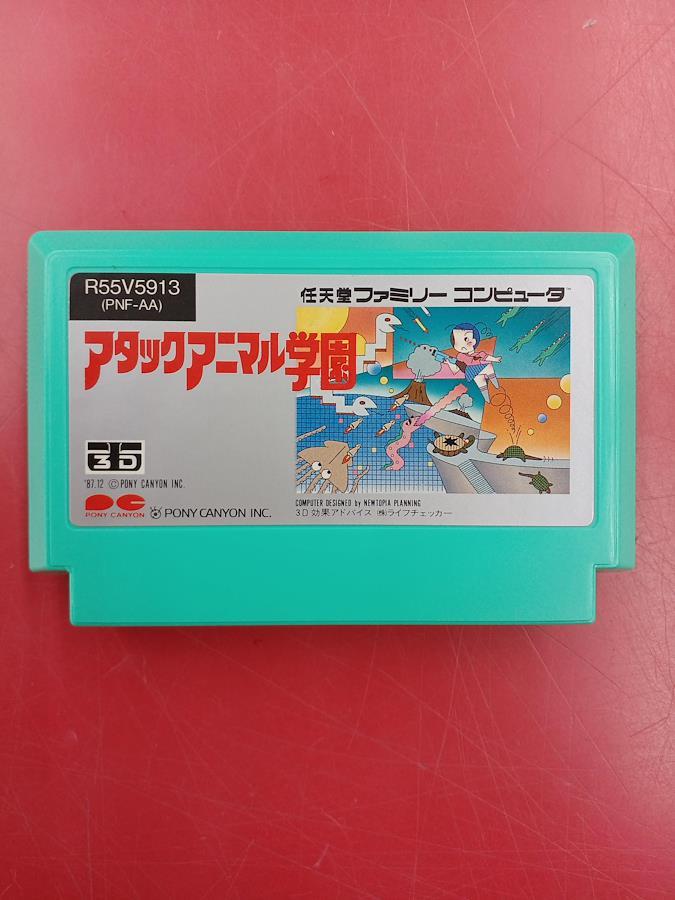 R55V5913
(PNF-AA)
任天堂 ファミリー コンピュータ™
アタックアニマル学園
3D
'87.12 © PONY CANYON INC.
PONY CANYON
PONY CANYON INC.
COMPUTER DESIGNED by NEWTOPIA PLANNING
3D効果アドバイス ㈱ライフチェッカー